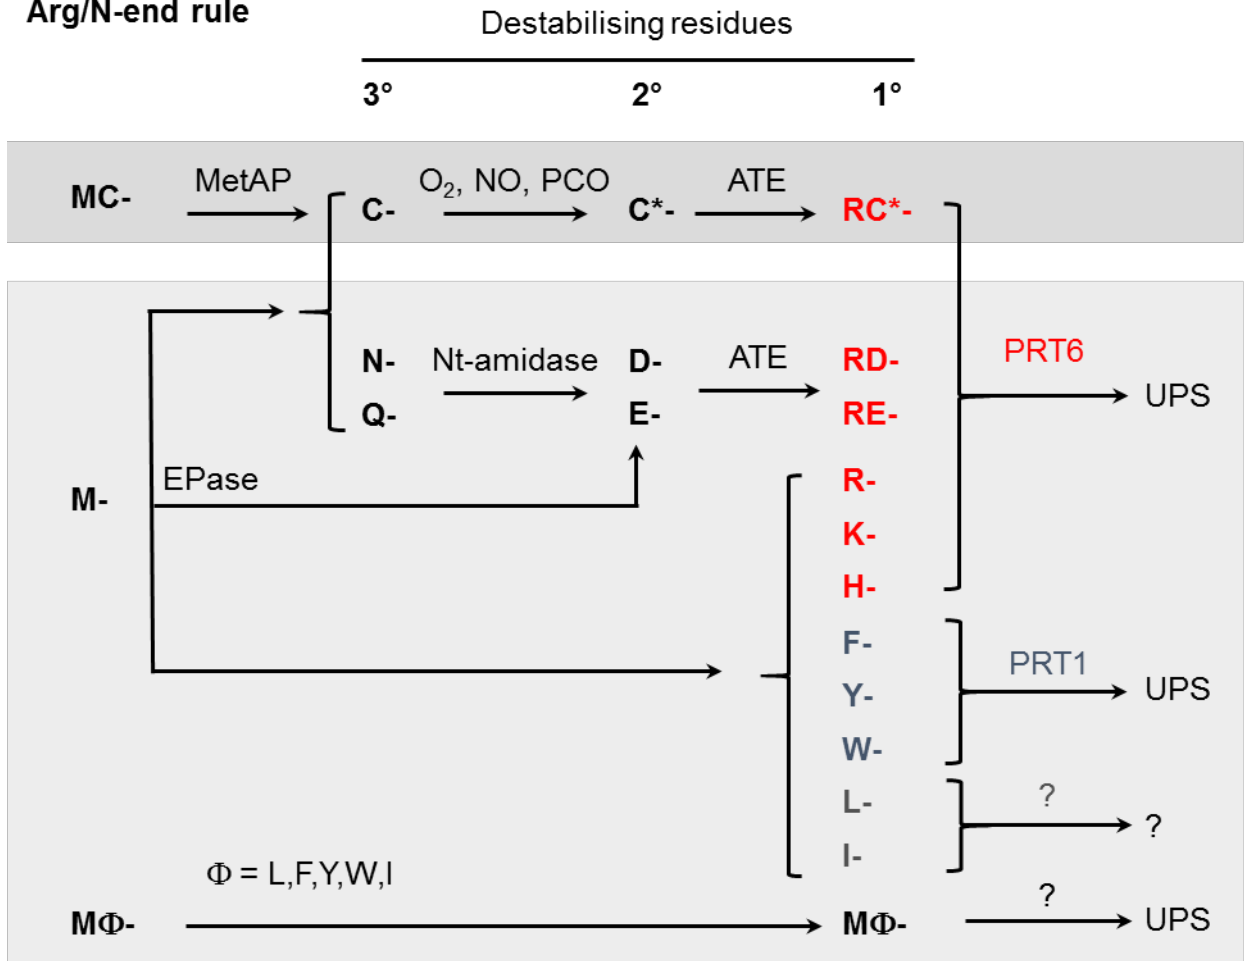 Arg/N-end rule
Destabilising residues
3° 2° 1°
MC- MetAP C- O₂, NO, PCO C*- ATE RC*-
N- Nt-amidase D- ATE RD- PRT6
Q- E- RE- UPS
M- EPase R-
K-
H-
F- PRT1
Y- UPS
W-
L- ?
I- ?
Φ = L,F,Y,W,I
MΦ- MΦ- ? UPS